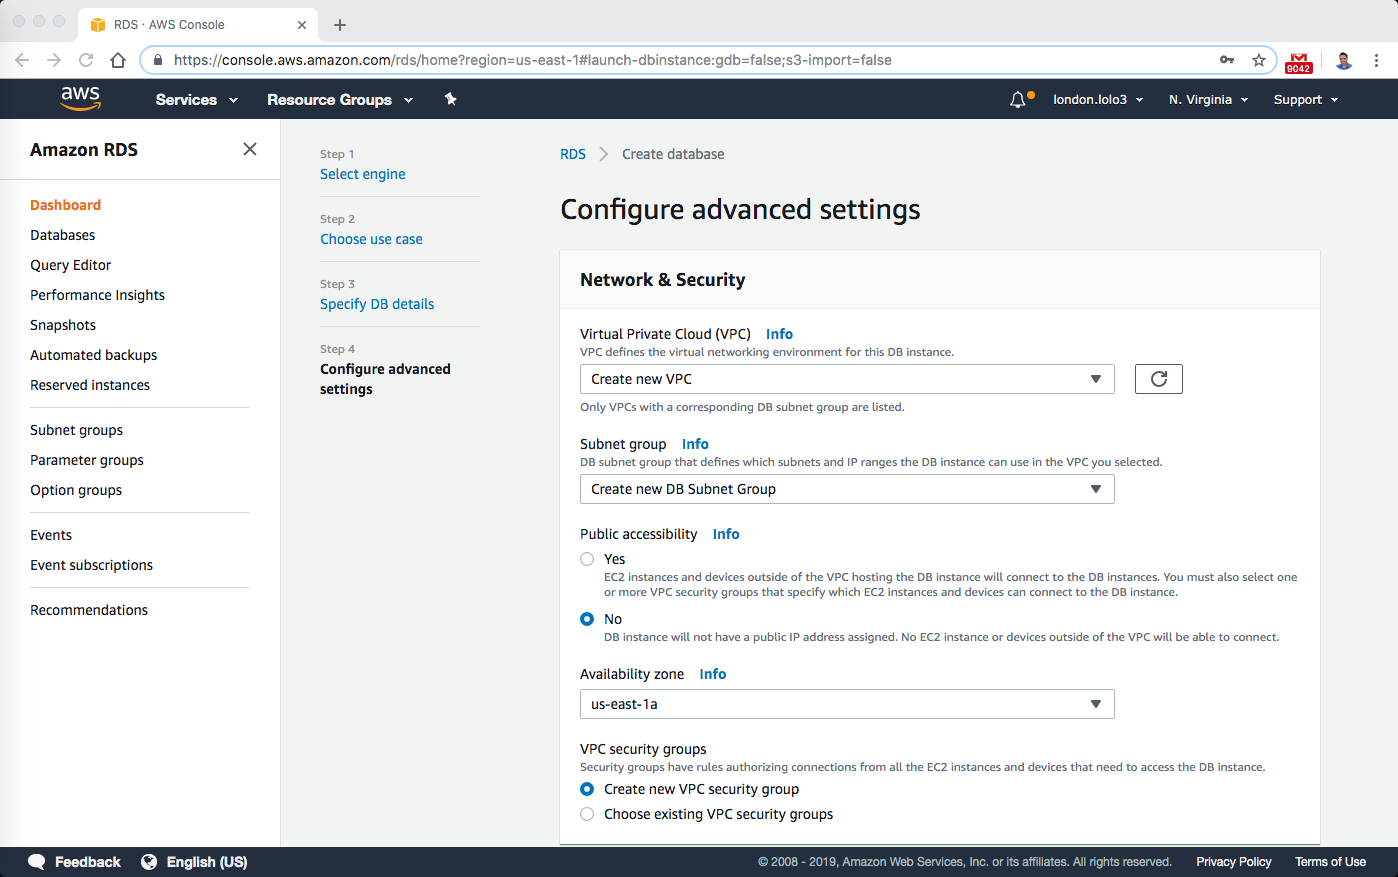 RDS · AWS Console
https://console.aws.amazon.com/rds/home?region=us-east-1#launch-dbinstance:gdb=false;s3-import=false
9042
aws
Services
Resource Groups
london.lolo3
N. Virginia
Support
Amazon RDS
Dashboard
Databases
Query Editor
Performance Insights
Snapshots
Automated backups
Reserved instances
Subnet groups
Parameter groups
Option groups
Events
Event subscriptions
Recommendations
Step 1
Select engine
Step 2
Choose use case
Step 3
Specify DB details
Step 4
Configure advanced
settings
RDS
Create database
Configure advanced settings
Network & Security
Virtual Private Cloud (VPC) Info
VPC defines the virtual networking environment for this DB instance.
Create new VPC
Only VPCs with a corresponding DB subnet group are listed.
Subnet group Info
DB subnet group that defines which subnets and IP ranges the DB instance can use in the VPC you selected.
Create new DB Subnet Group
Public accessibility Info
Yes
EC2 instances and devices outside of the VPC hosting the DB instance will connect to the DB instances. You must also select one
or more VPC security groups that specify which EC2 instances and devices can connect to the DB instance.
No
DB instance will not have a public IP address assigned. No EC2 instance or devices outside of the VPC will be able to connect.
Availability zone Info
us-east-1a
VPC security groups
Security groups have rules authorizing connections from all the EC2 instances and devices that need to access the DB instance.
Create new VPC security group
Choose existing VPC security groups
Feedback
English (US)
© 2008 - 2019, Amazon Web Services, Inc. or its affiliates. All rights reserved.
Privacy Policy
Terms of Use